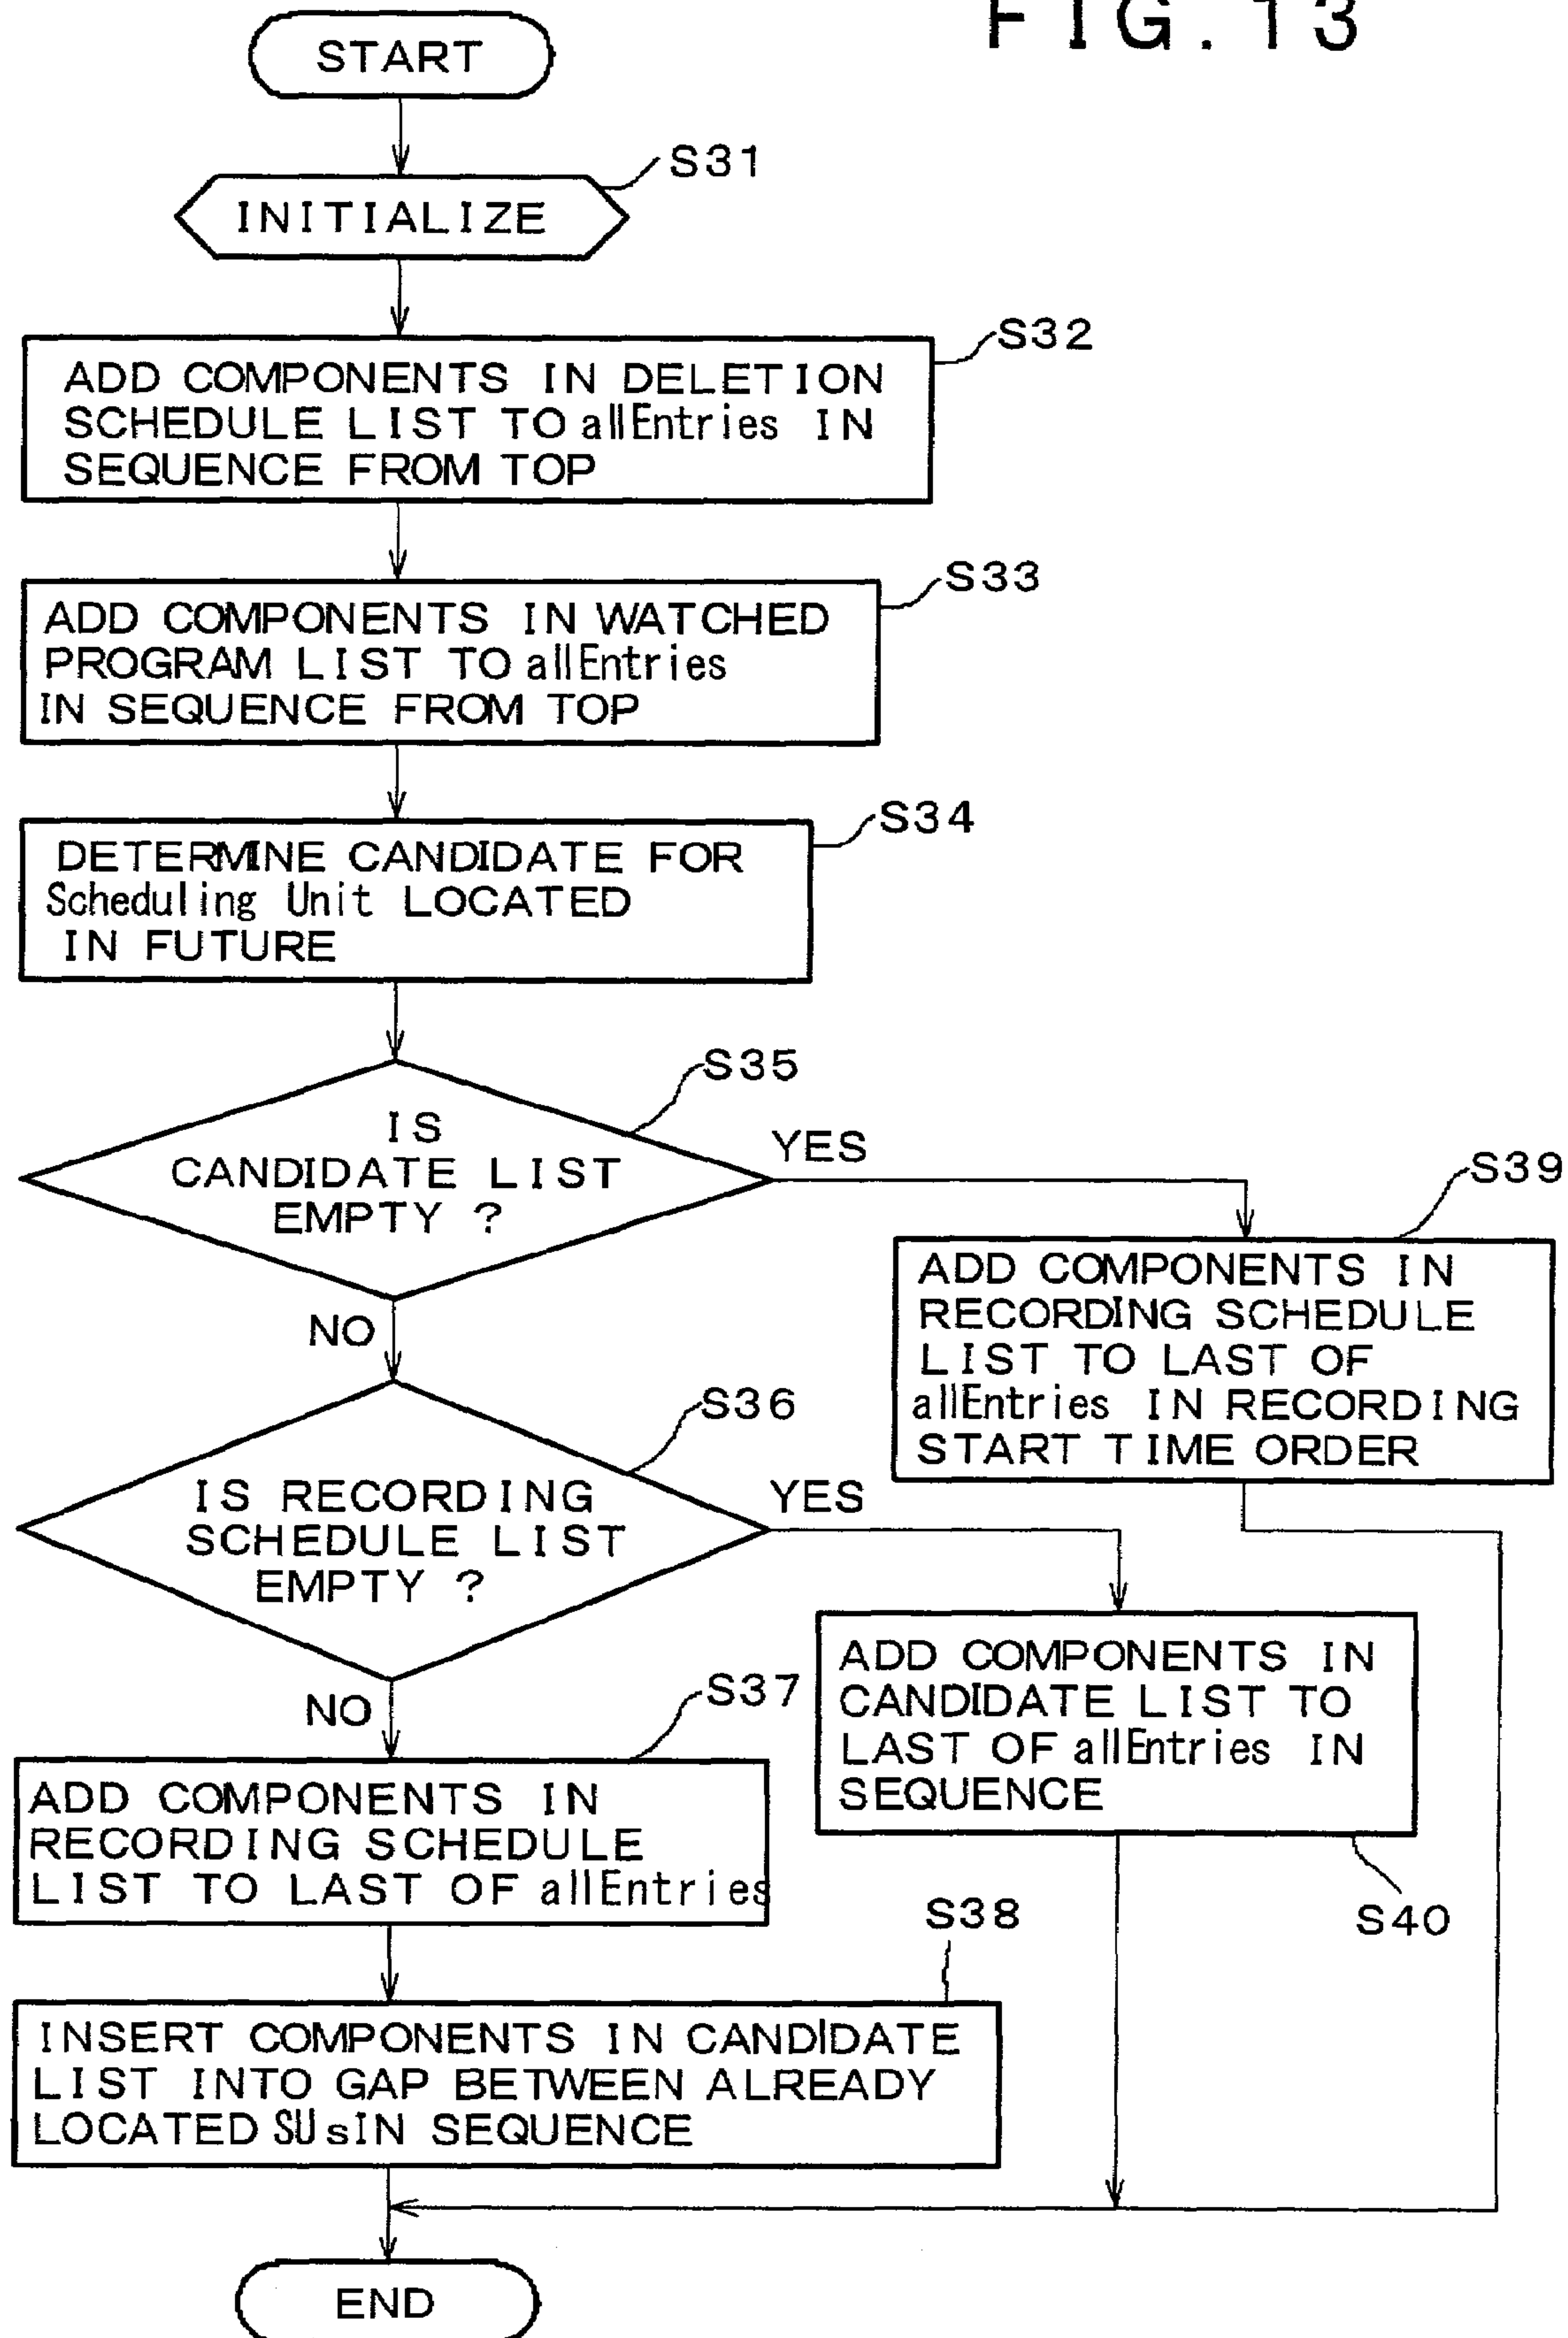 FIG. 13
START
S31
INITIALIZE
S32
ADD COMPONENTS IN DELETION
SCHEDULE LIST TO allEntries IN
SEQUENCE FROM TOP
S33
ADD COMPONENTS IN WATCHED
PROGRAM LIST TO allEntries
IN SEQUENCE FROM TOP
S34
DETERMINE CANDIDATE FOR
Scheduling Unit LOCATED
IN FUTURE
S35
IS
CANDIDATE LIST
EMPTY ?
YES
NO
S39
ADD COMPONENTS IN
RECORDING SCHEDULE
LIST TO LAST OF
allEntries IN RECORDING
START TIME ORDER
S36
IS RECORDING
SCHEDULE LIST
EMPTY ?
YES
NO
S40
ADD COMPONENTS IN
CANDIDATE LIST TO
LAST OF allEntries IN
SEQUENCE
S37
ADD COMPONENTS IN
RECORDING SCHEDULE
LIST TO LAST OF allEntries
S38
INSERT COMPONENTS IN CANDIDATE
LIST INTO GAP BETWEEN ALREADY
LOCATED SUsIN SEQUENCE
END